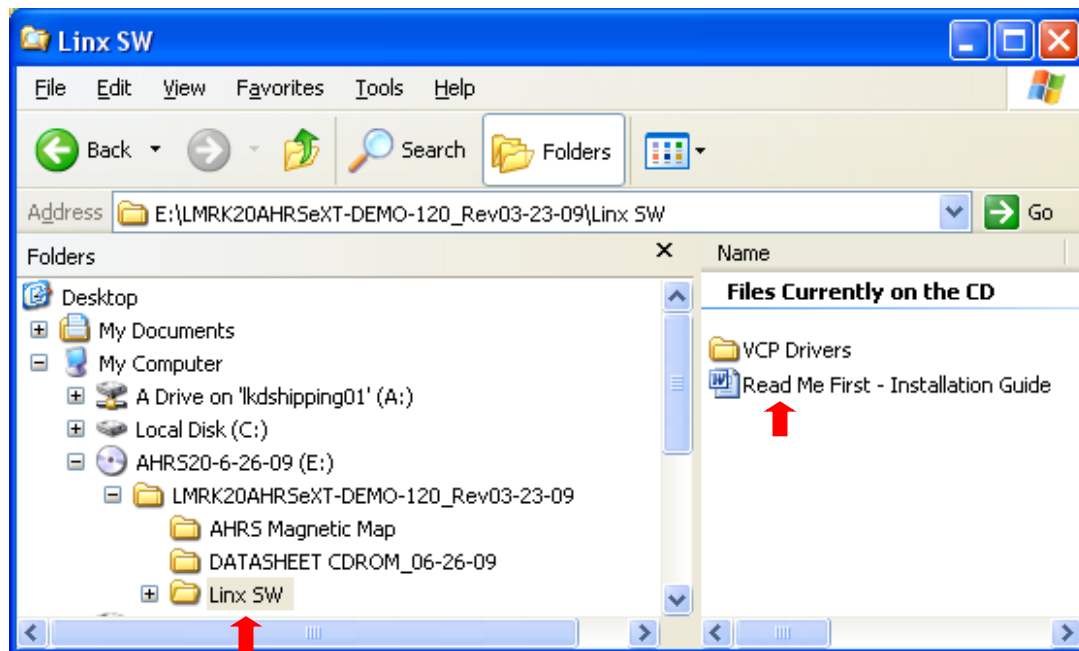 Linx SW
File Edit View Favorites Tools Help
Back Search Folders
Address E:\LMRK20AHRSeXT-DEMO-120_Rev03-23-09\Linx SW Go
Folders
Desktop
My Documents
My Computer
A Drive on 'lkdshipping01' (A:)
Local Disk (C:)
AHRS20-6-26-09 (E:)
LMRK20AHRSeXT-DEMO-120_Rev03-23-09
AHRS Magnetic Map
DATASHEET CDROM_06-26-09
Linx SW
Name
Files Currently on the CD
VCP Drivers
Read Me First - Installation Guide